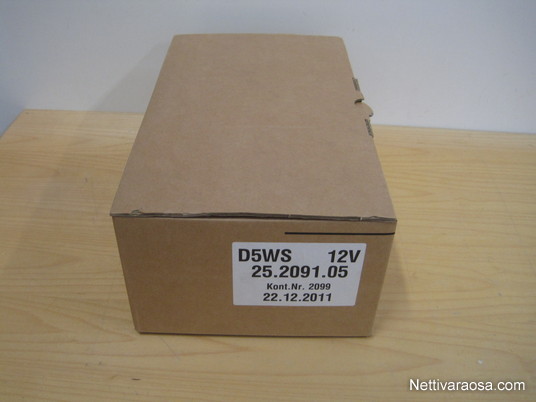 D5WS 12V
25.2091.05
Kont.Nr. 2099
22.12.2011
Nettivaraosa.com